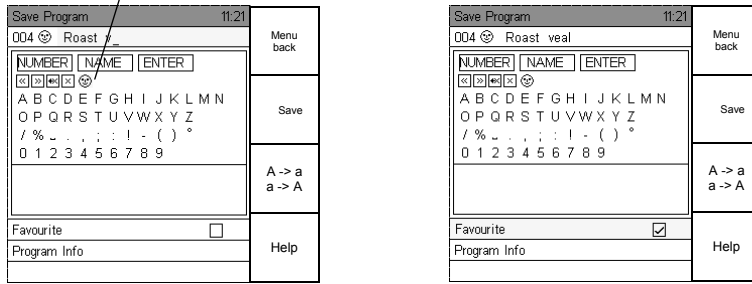 Save Program 11:21
004 Roast v_
NUMBER NAME ENTER
« » × 
A B C D E F G H I J K L M N
O P Q R S T U V W X Y Z
/ % ⎵ . , ; : ! - ( ) °
0 1 2 3 4 5 6 7 8 9
Favourite
Program Info
Menu
back
Save
A -> a
a -> A
Help
Save Program 11:21
004 Roast veal
NUMBER NAME ENTER
« » × 
A B C D E F G H I J K L M N
O P Q R S T U V W X Y Z
/ % ⎵ . , ; : ! - ( ) °
0 1 2 3 4 5 6 7 8 9
Favourite
Program Info
Menu
back
Save
A -> a
a -> A
Help